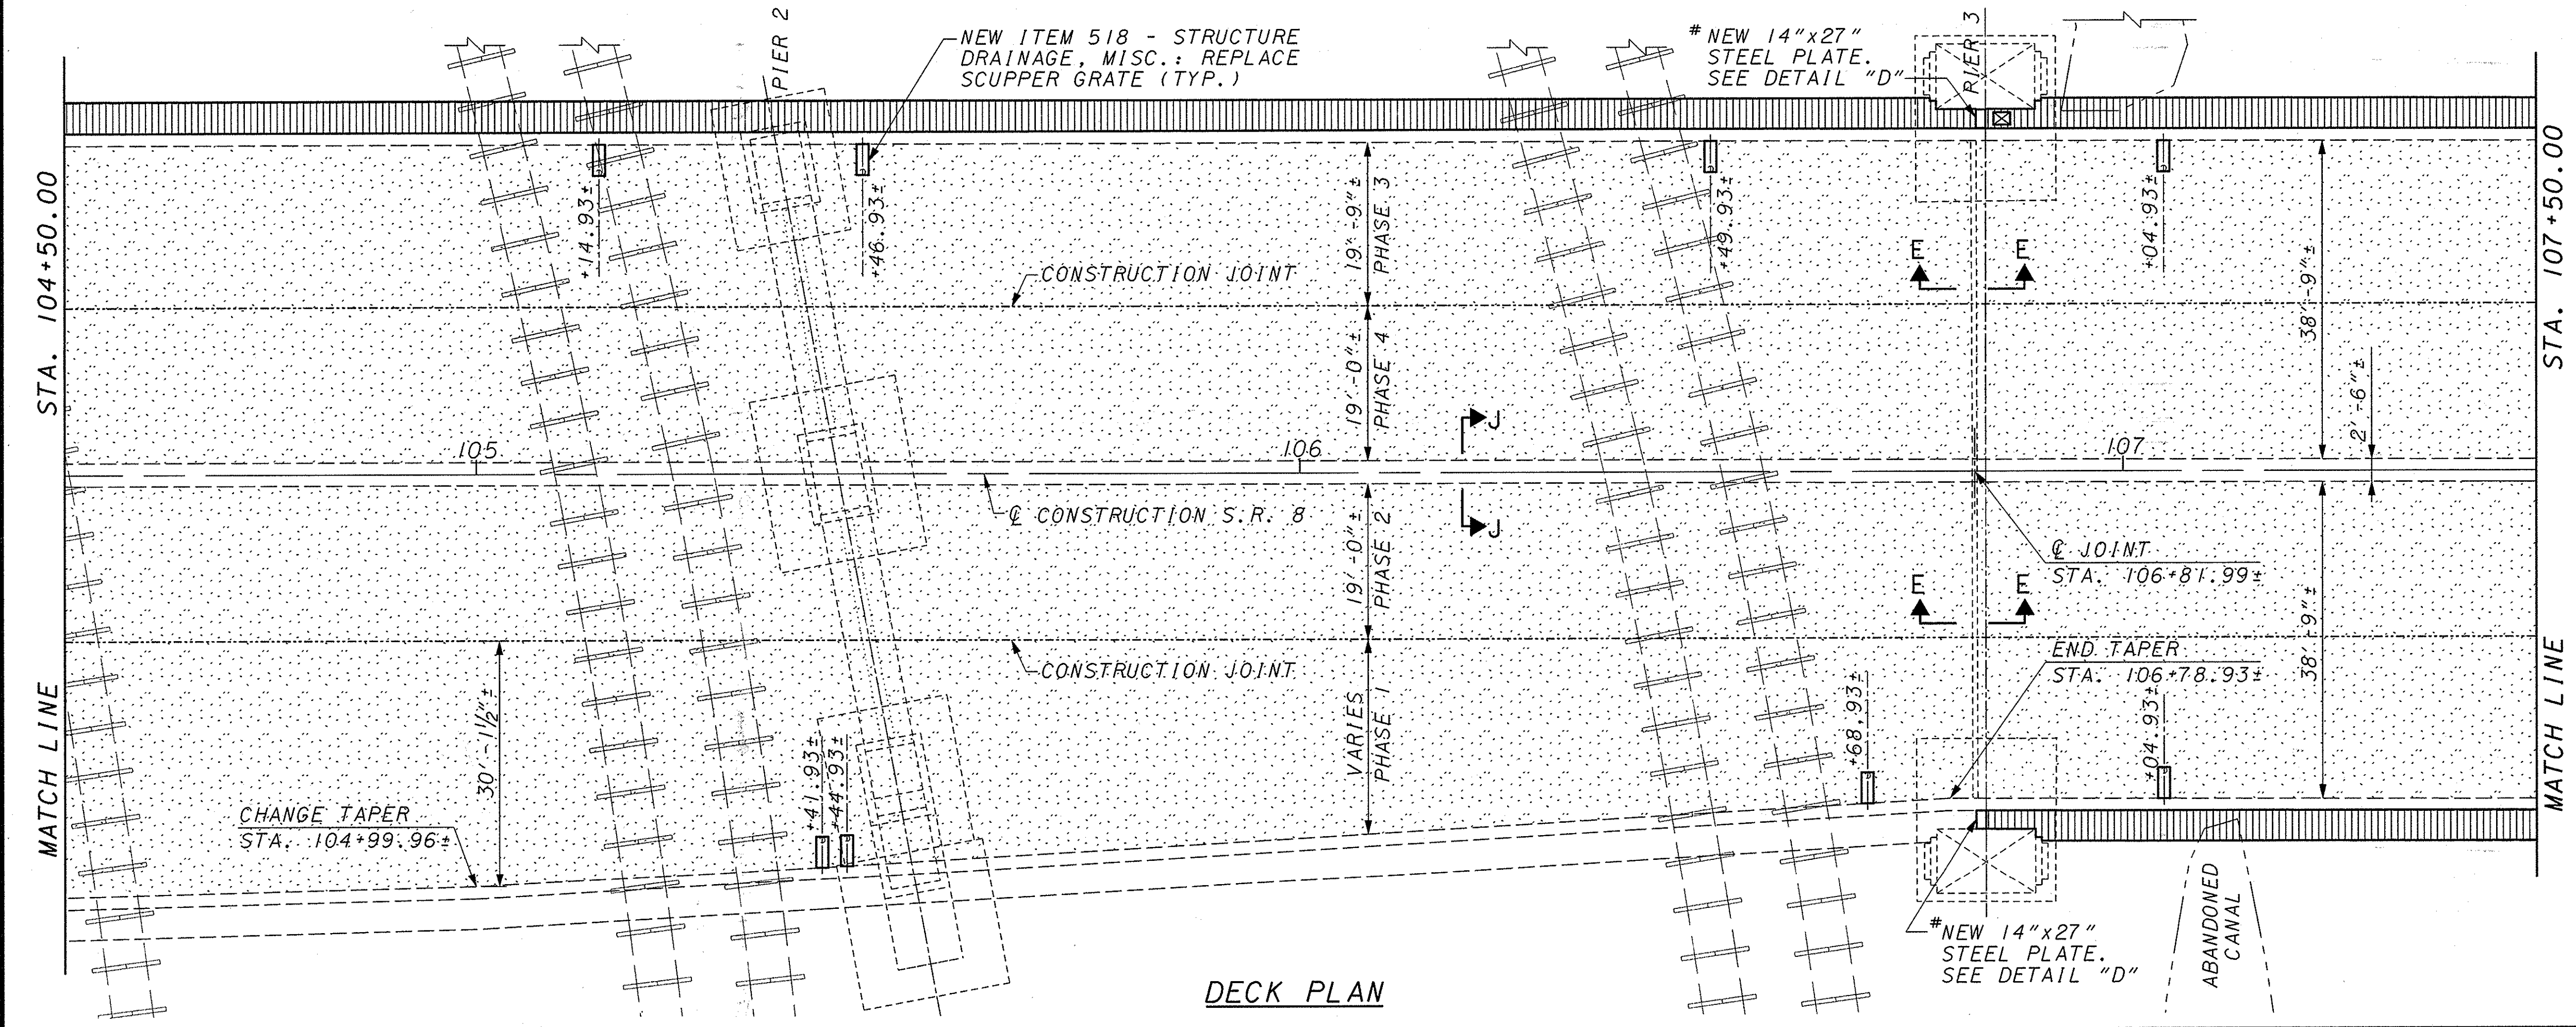 PIER 2
NEW ITEM 518 - STRUCTURE
DRAINAGE, MISC.: REPLACE
SCUPPER GRATE (TYP.)
# NEW 14"x27"
STEEL PLATE.
SEE DETAIL "D"
PIER 3
STA. 104+50.00
STA. 107+50.00
+14.93±
+46.93±
19'-9"±
PHASE 3
+49.93±
+04.93±
38'-9"±
E
E
CONSTRUCTION JOINT
19'-0"±
PHASE 4
2'-6"±
J
105
106
107
℄ CONSTRUCTION S.R. 8
J
19'-0"±
PHASE 2
℄ JOINT
STA. 106+81.99±
E
E
CONSTRUCTION JOINT
END TAPER
STA. 106+78.93±
38'-9"±
MATCH LINE
MATCH LINE
30'-1½"±
VARIES
PHASE 1
+41.93±
+44.93±
+68.93±
+04.93±
CHANGE TAPER
STA. 104+99.96±
#NEW 14"x27"
STEEL PLATE.
SEE DETAIL "D"
ABANDONED
CANAL
DECK PLAN